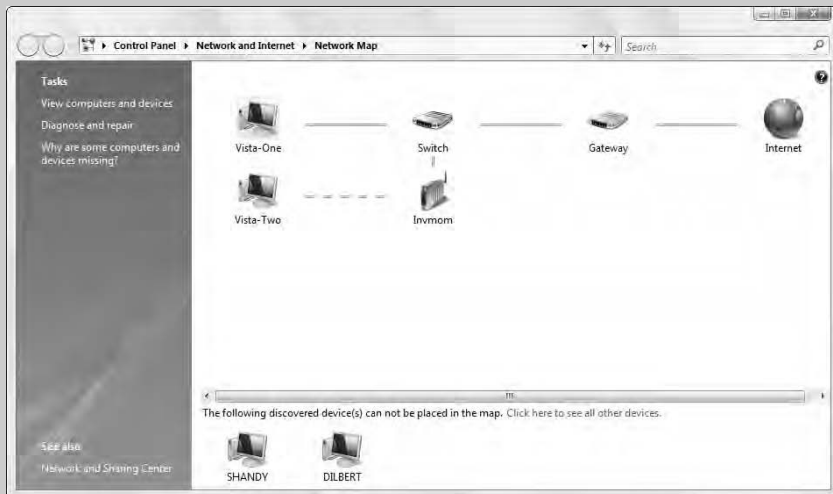 Control Panel ▸ Network and Internet ▸ Network Map
Search
Tasks
View computers and devices
Diagnose and repair
Why are some computers and
devices missing?
Vista-One
Switch
Gateway
Internet
Vista-Two
Invmom
The following discovered device(s) can not be placed in the map. Click here to see all other devices.
SHANDY
DILBERT
See also
Network and Sharing Center